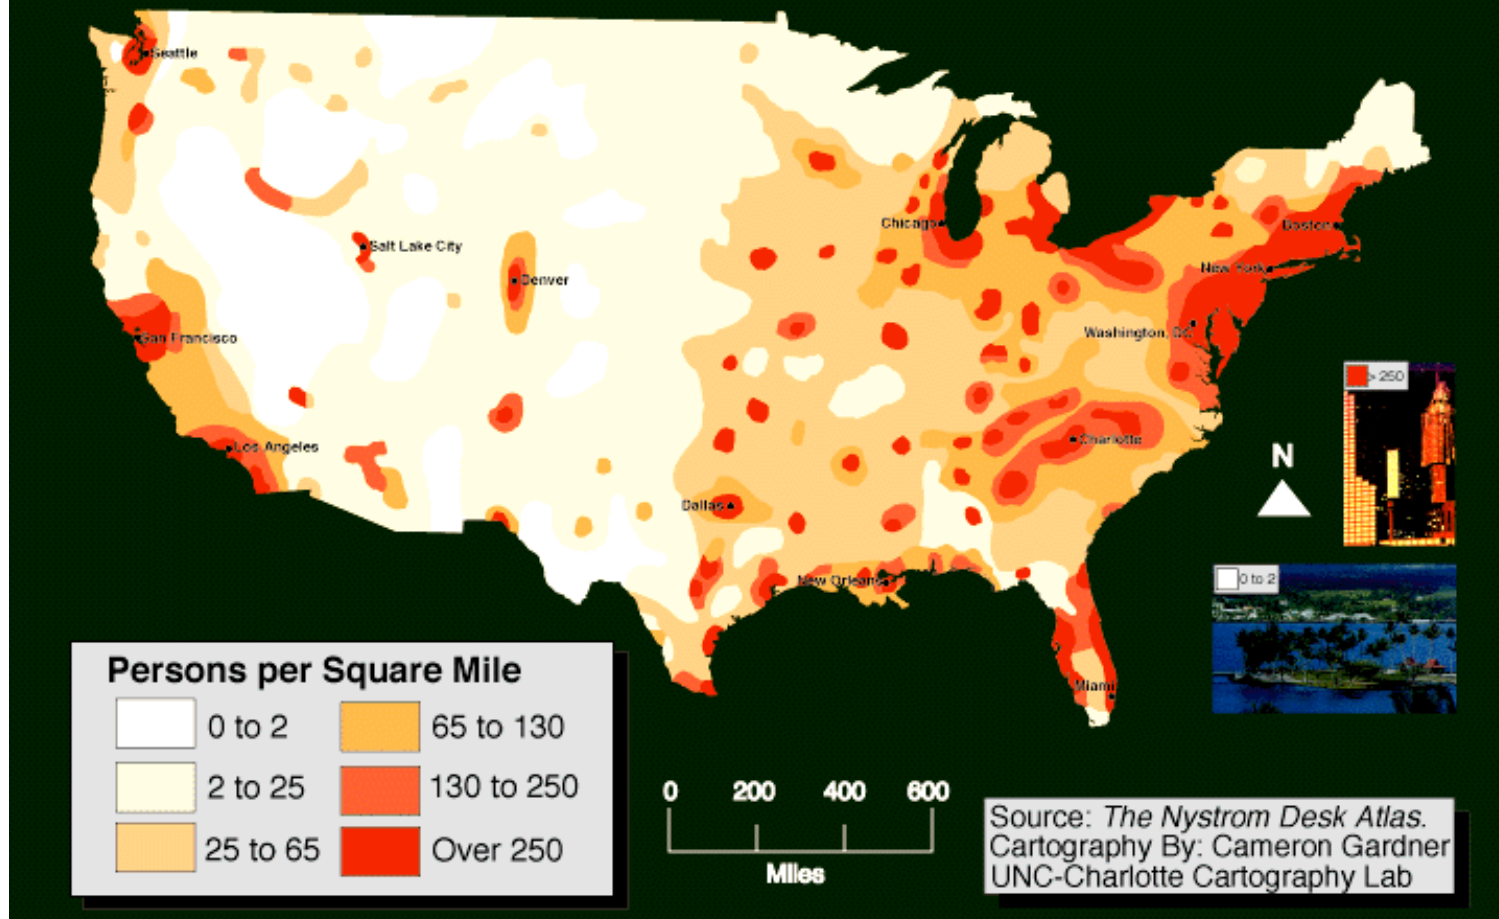 Seattle
Salt Lake City
Denver
San Francisco
Los Angeles
Chicago
Boston
New York
Washington, Dc
Charlotte
Dallas
New Orleans
Miami
> 250
N
0 to 2
Persons per Square Mile
0 to 2
65 to 130
2 to 25
130 to 250
25 to 65
Over 250
0 200 400 600
Miles
Source: The Nystrom Desk Atlas.
Cartography By: Cameron Gardner
UNC-Charlotte Cartography Lab